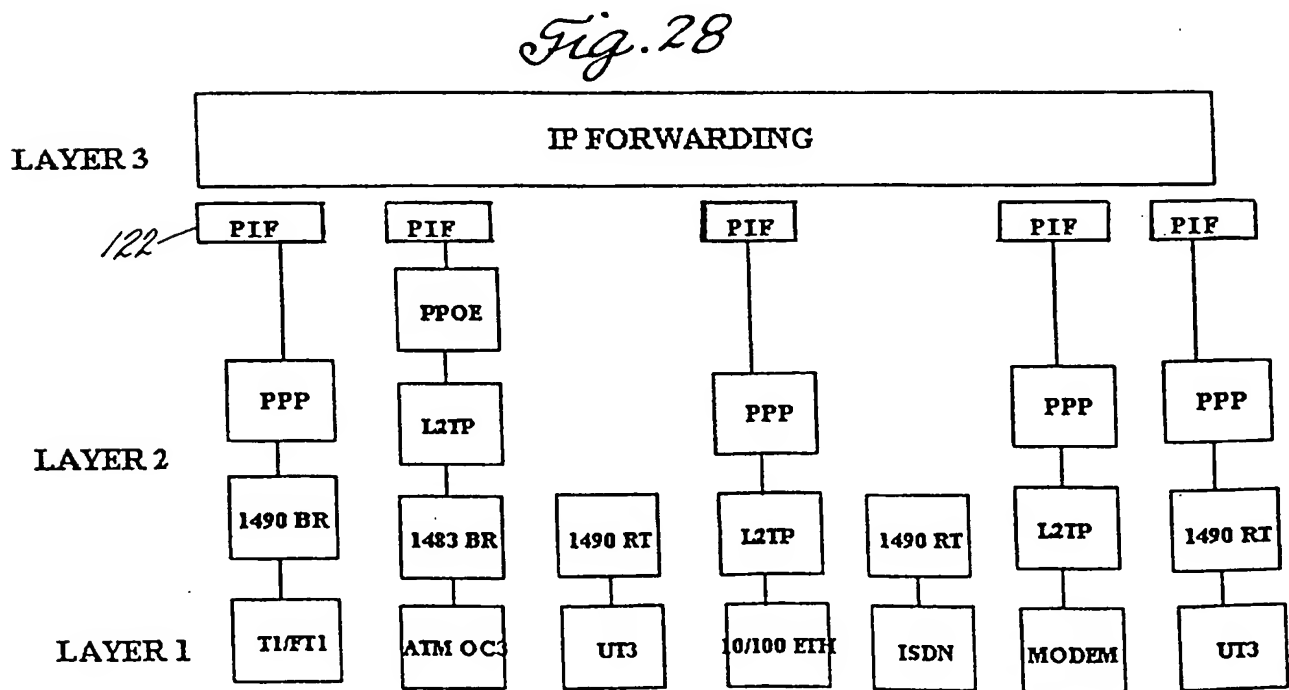 Fig. 28
IP FORWARDING
LAYER 3
122 PIF PIF PIF PIF PIF
PPOE
PPP L2TP PPP PPP PPP
LAYER 2
1490 BR 1483 BR 1490 RT L2TP 1490 RT L2TP 1490 RT
LAYER 1 T1/FT1 ATM OC3 UT3 10/100 ETH ISDN MODEM UT3